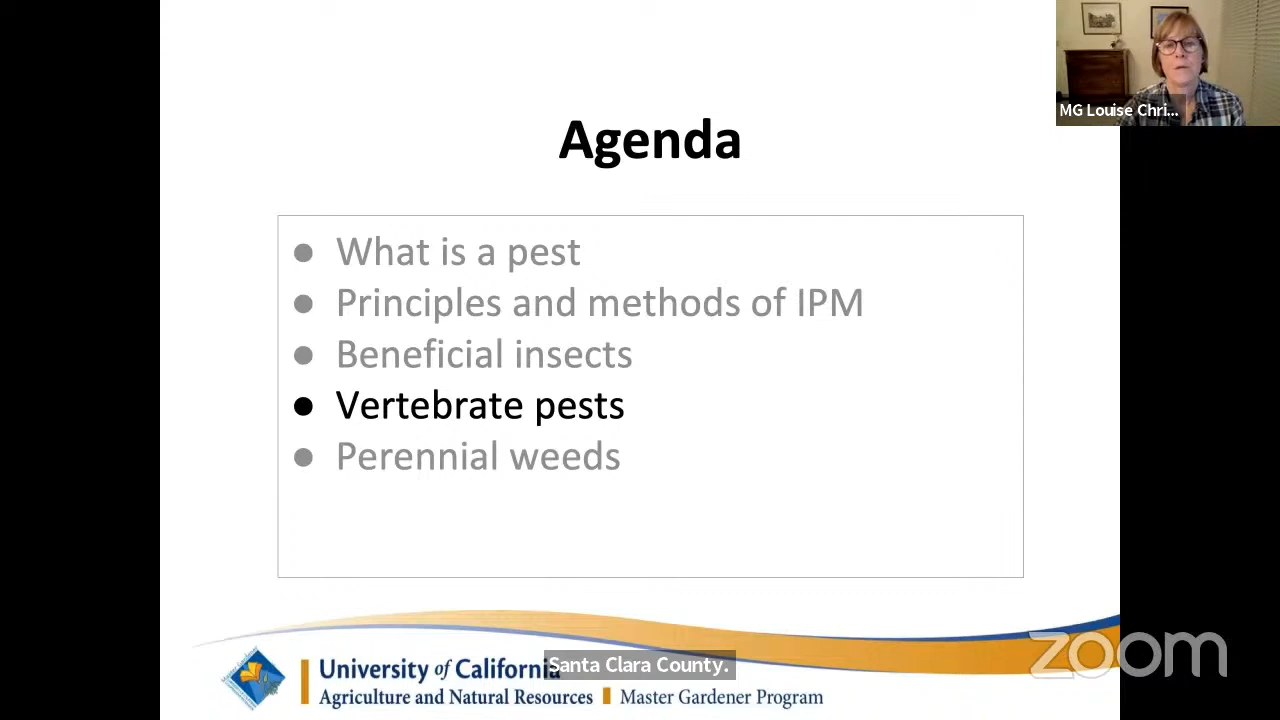 MG Louise Chri...
Agenda
● What is a pest
● Principles and methods of IPM
● Beneficial insects
● Vertebrate pests
● Perennial weeds
University of California
Santa Clara County.
Agriculture and Natural Resources Master Gardener Program
zoom